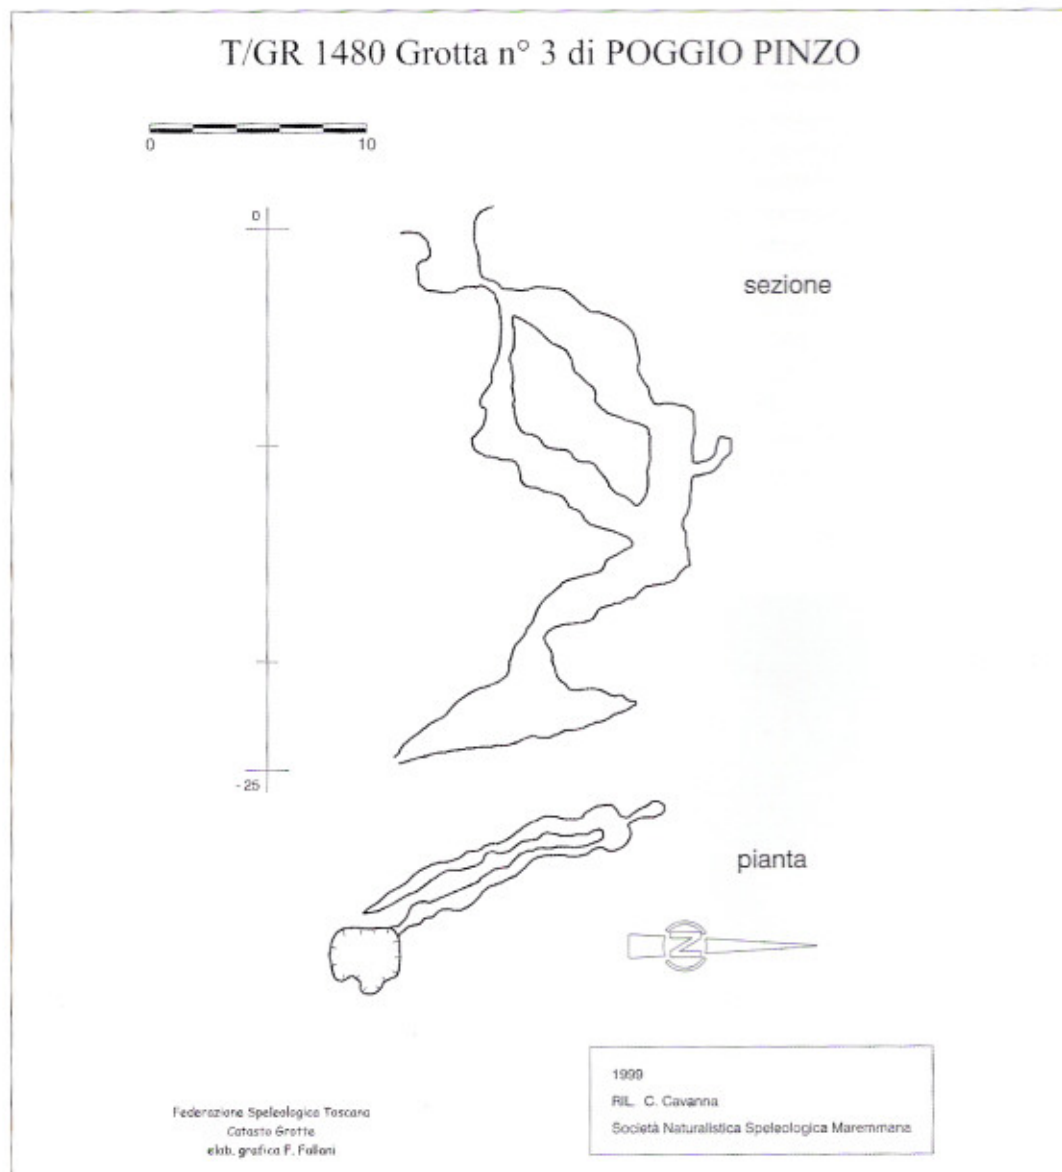 T/GR 1480 Grotta n° 3 di POGGIO PINZO
0 10
0
sezione
- 25
pianta
N
1999
RIL. C. Cavanna
Società Naturalistica Speleologica Maremmana
Federazione Speleologica Toscana
Catasto Grotte
elab. grafica F. Fallani